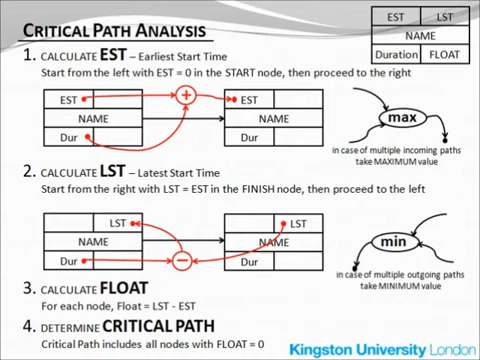 CRITICAL PATH ANALYSIS
EST LST
NAME
Duration FLOAT
1. CALCULATE EST – Earliest Start Time
Start from the left with EST = 0 in the START node, then proceed to the right
EST + EST
NAME NAME
Dur Dur
max
in case of multiple incoming paths
take MAXIMUM value
2. CALCULATE LST – Latest Start Time
Start from the right with LST = EST in the FINISH node, then proceed to the left
LST LST
NAME NAME
Dur – Dur
min
in case of multiple outgoing paths
take MINIMUM value
3. CALCULATE FLOAT
For each node, Float = LST - EST
4. DETERMINE CRITICAL PATH
Critical Path includes all nodes with FLOAT = 0
Kingston University London